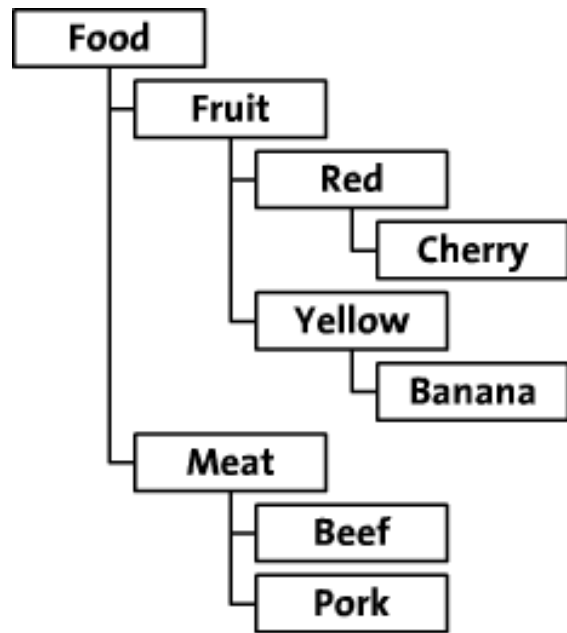 Food
Fruit
Red
Cherry
Yellow
Banana
Meat
Beef
Pork